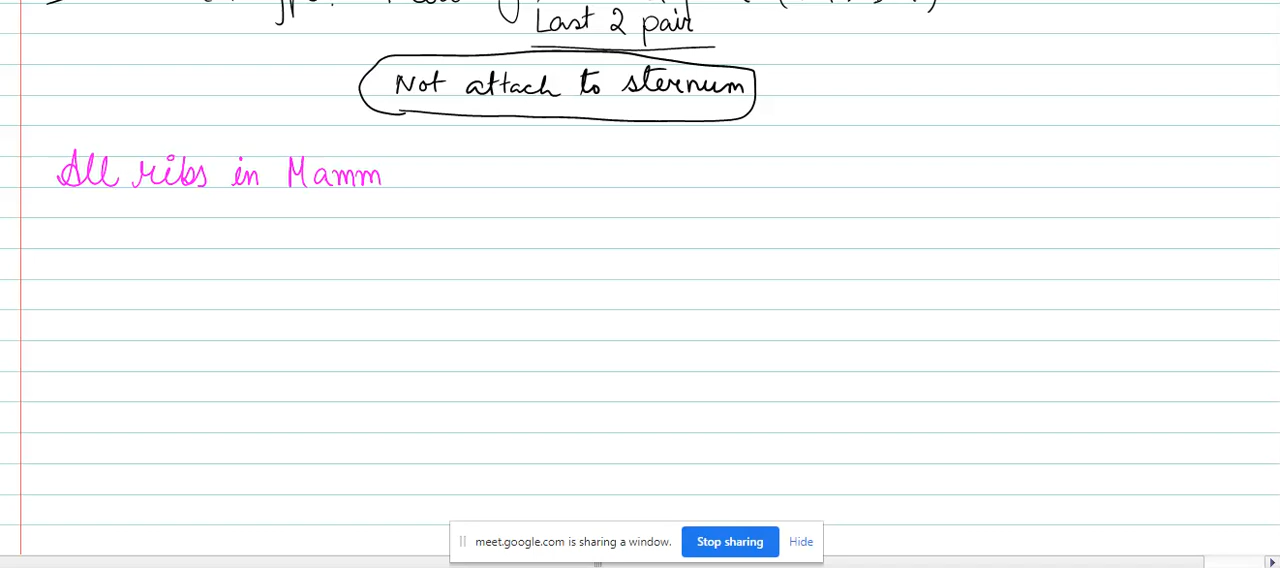 Last 2 pair
Not attach to sternum
All ribs in Mamm
meet.google.com is sharing a window. Stop sharing Hide